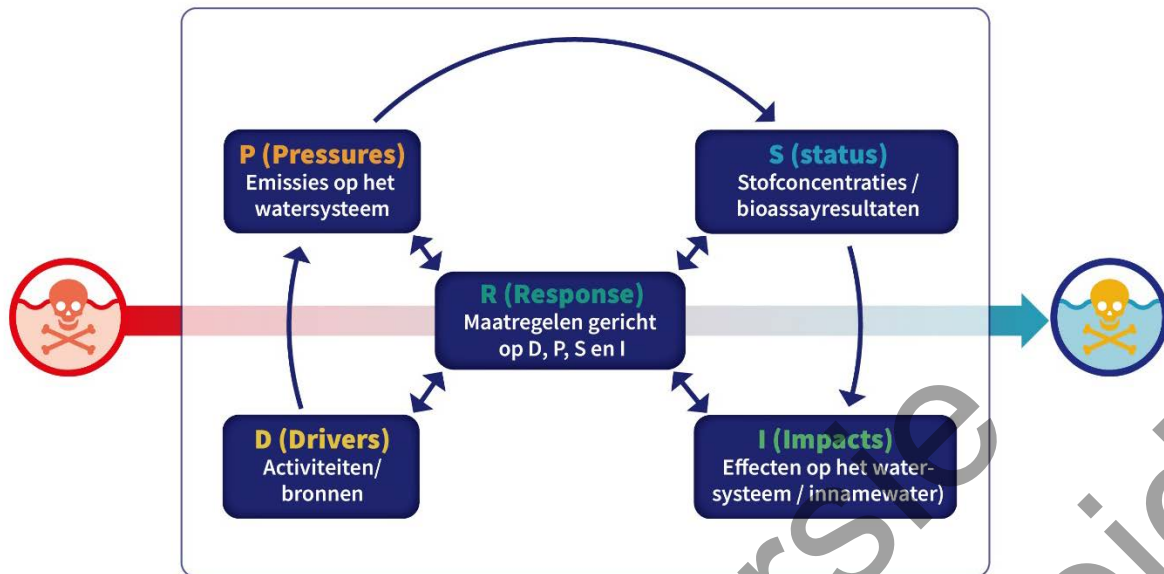 P (Pressures)
Emissies op het
watersysteem
S (status)
Stofconcentraties /
bioassayresultaten
R (Response)
Maatregelen gericht
op D, P, S en I
D (Drivers)
Activiteiten/
bronnen
I (Impacts)
Effecten op het water-
systeem / innamewater)